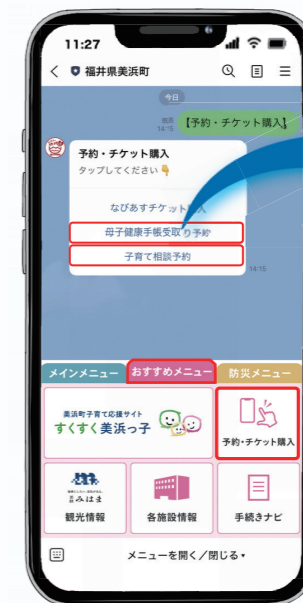 11:27
福井県美浜町
今日
既読
14:15
【予約・チケット購入】
予約・チケット購入
タップしてください👇
なびあすチケット購入
母子健康手帳受取り予約
子育て相談予約
14:15
メインメニュー
おすすめメニュー
防災メニュー
美浜町子育て応援サイト
すくすく美浜っ子
予約・チケット購入
みはま
観光情報
各施設情報
手続きナビ
メニューを開く/閉じる▾